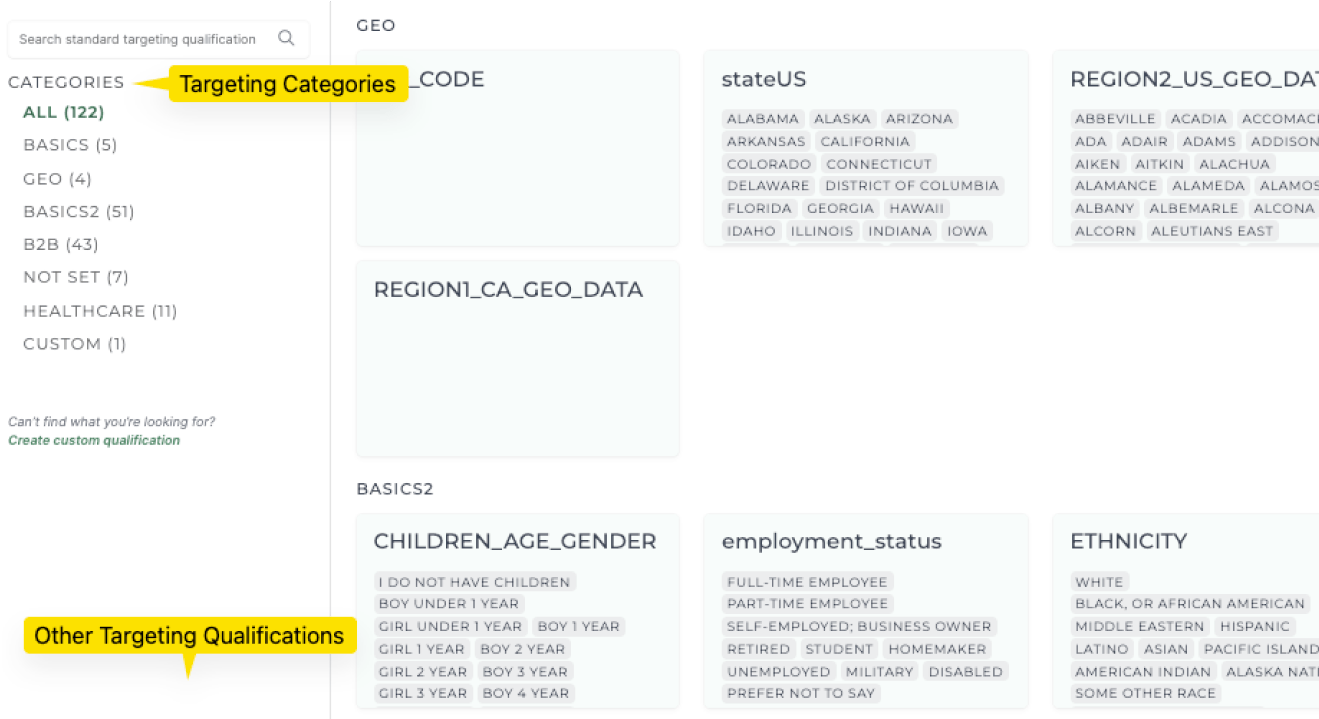 Search standard targeting qualification
CATEGORIES
Targeting Categories
ALL (122)
BASICS (5)
GEO (4)
BASICS2 (51)
B2B (43)
NOT SET (7)
HEALTHCARE (11)
CUSTOM (1)
Can't find what you're looking for?
Create custom qualification
Other Targeting Qualifications
GEO
_CODE
stateUS
ALABAMA ALASKA ARIZONA
ARKANSAS CALIFORNIA
COLORADO CONNECTICUT
DELAWARE DISTRICT OF COLUMBIA
FLORIDA GEORGIA HAWAII
IDAHO ILLINOIS INDIANA IOWA
REGION2_US_GEO_DAT
ABBEVILLE ACADIA ACCOMACK
ADA ADAIR ADAMS ADDISON
AIKEN AITKIN ALACHUA
ALAMANCE ALAMEDA ALAMOS
ALBANY ALBEMARLE ALCONA
ALCORN ALEUTIANS EAST
REGION1_CA_GEO_DATA
BASICS2
CHILDREN_AGE_GENDER
I DO NOT HAVE CHILDREN
BOY UNDER 1 YEAR
GIRL UNDER 1 YEAR BOY 1 YEAR
GIRL 1 YEAR BOY 2 YEAR
GIRL 2 YEAR BOY 3 YEAR
GIRL 3 YEAR BOY 4 YEAR
employment_status
FULL-TIME EMPLOYEE
PART-TIME EMPLOYEE
SELF-EMPLOYED; BUSINESS OWNER
RETIRED STUDENT HOMEMAKER
UNEMPLOYED MILITARY DISABLED
PREFER NOT TO SAY
ETHNICITY
WHITE
BLACK, OR AFRICAN AMERICAN
MIDDLE EASTERN HISPANIC
LATINO ASIAN PACIFIC ISLAND
AMERICAN INDIAN ALASKA NATI
SOME OTHER RACE